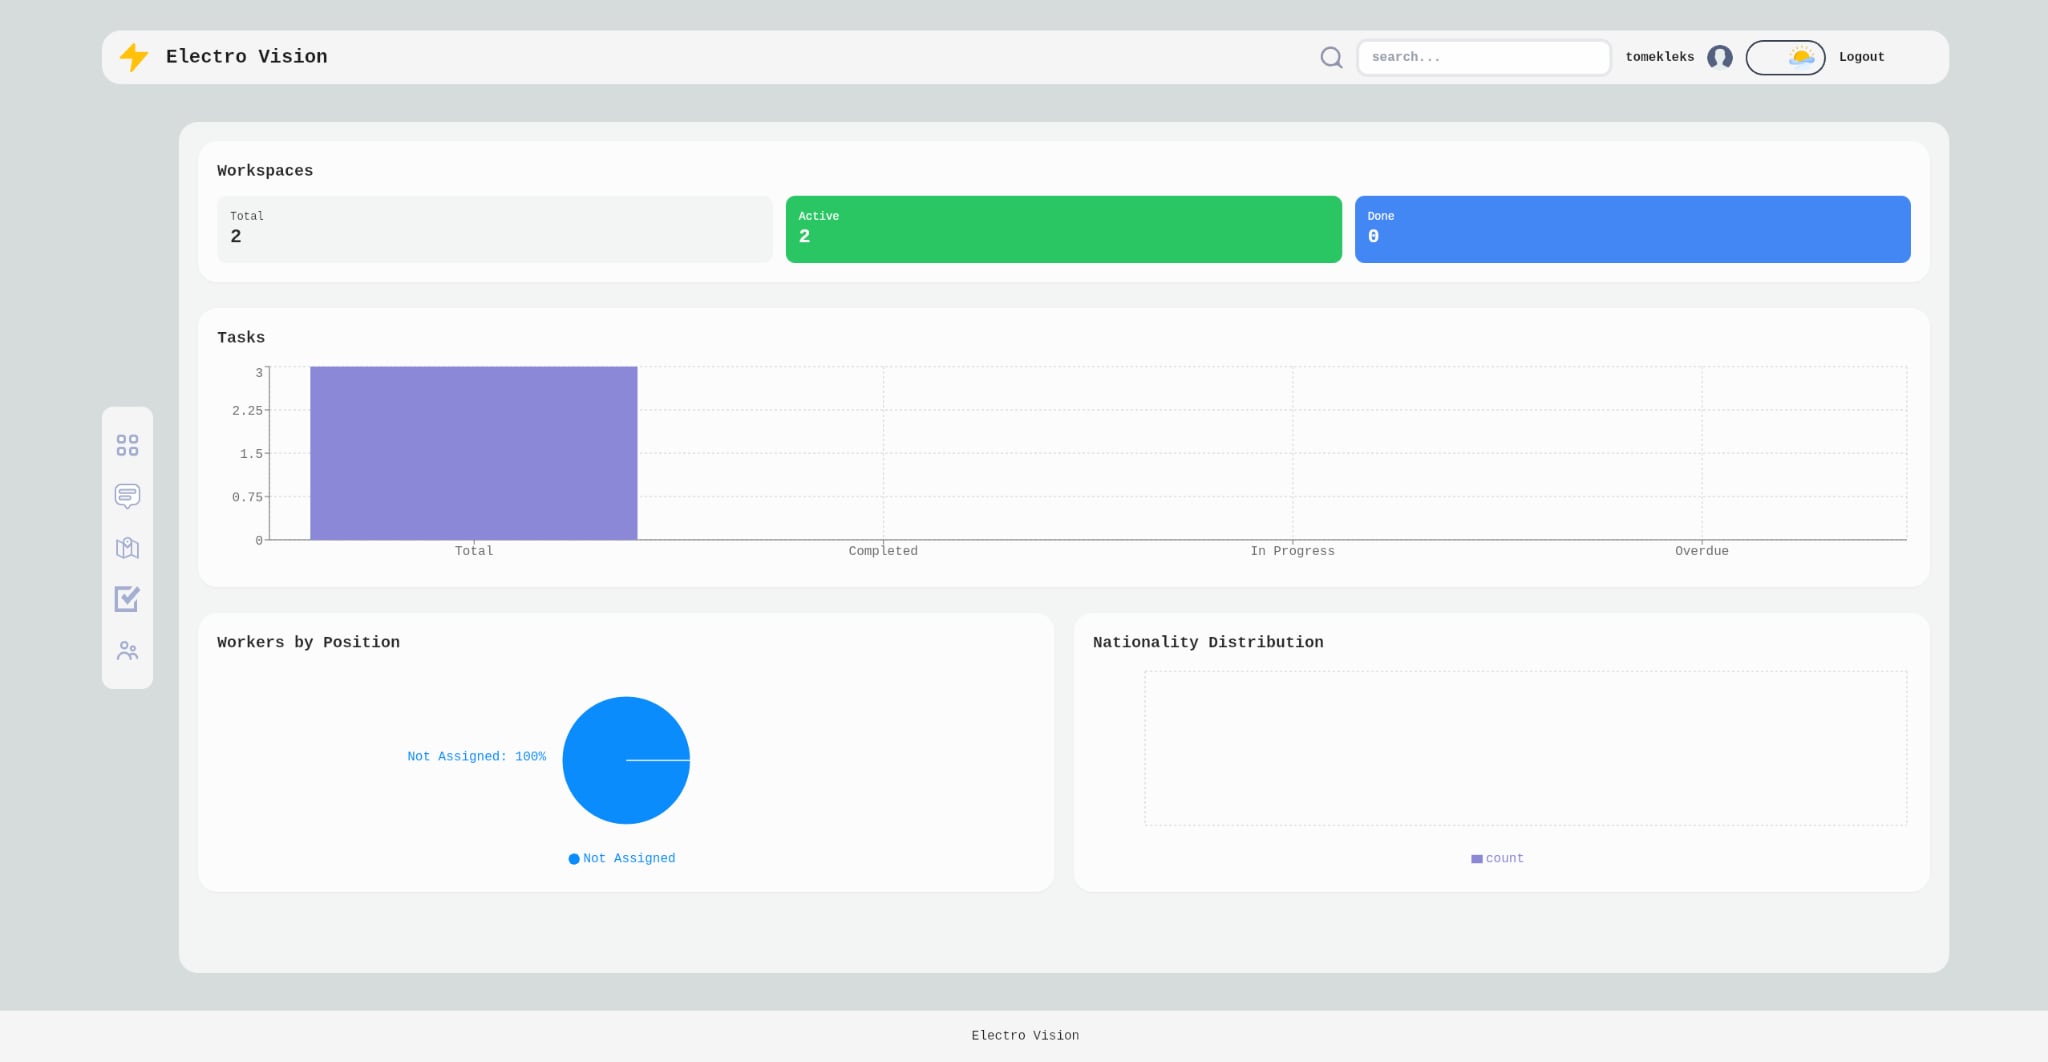 Electro Vision
search...
tomekleks
Logout
Workspaces
Total
2
Active
2
Done
0
Tasks
3
2.25
1.5
0.75
0
Total
Completed
In Progress
Overdue
Workers by Position
Not Assigned: 100%
Not Assigned
Nationality Distribution
count
Electro Vision